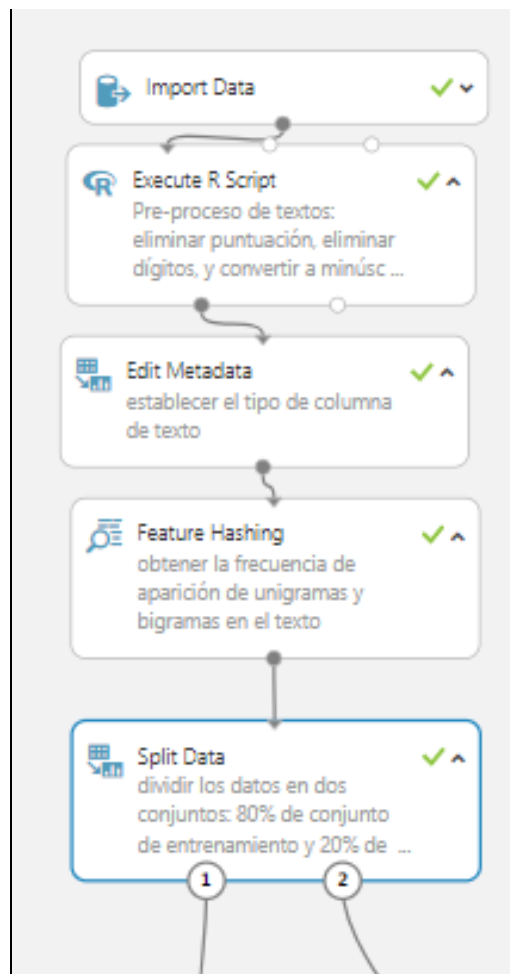 Import Data
Execute R Script
Pre-proceso de textos:
eliminar puntuación, eliminar
dígitos, y convertir a minúsc ...
Edit Metadata
establecer el tipo de columna
de texto
Feature Hashing
obtener la frecuencia de
aparición de unigramas y
bigramas en el texto
Split Data
dividir los datos en dos
conjuntos: 80% de conjunto
de entrenamiento y 20% de ...
1 2